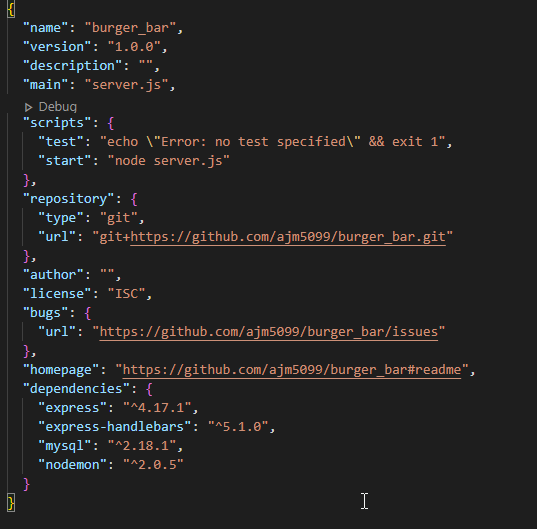 {
"name": "burger_bar",
"version": "1.0.0",
"description": "",
"main": "server.js",
Debug
"scripts": {
"test": "echo \"Error: no test specified\" && exit 1",
"start": "node server.js"
},
"repository": {
"type": "git",
"url": "git+https://github.com/ajm5099/burger_bar.git"
},
"author": "",
"license": "ISC",
"bugs": {
"url": "https://github.com/ajm5099/burger_bar/issues"
},
"homepage": "https://github.com/ajm5099/burger_bar#readme",
"dependencies": {
"express": "^4.17.1",
"express-handlebars": "^5.1.0",
"mysql": "^2.18.1",
"nodemon": "^2.0.5"
}
}